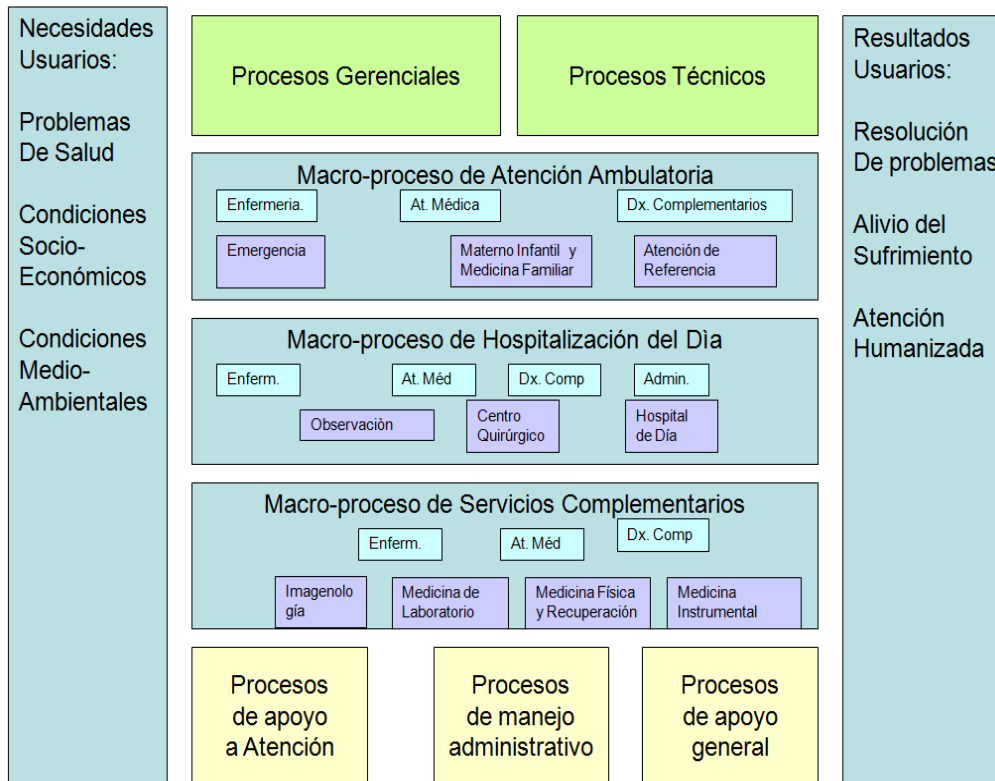 Necesidades
Usuarios:
Problemas
De Salud
Condiciones
Socio-
Económicos
Condiciones
Medio-
Ambientales
Procesos Gerenciales
Procesos Técnicos
Macro-proceso de Atención Ambulatoria
Enfermeria.
At. Médica
Dx. Complementarios
Emergencia
Materno Infantil y
Medicina Familiar
Atención de
Referencia
Macro-proceso de Hospitalización del Dìa
Enferm.
At. Méd
Dx. Comp
Admin.
Observaciòn
Centro
Quirúrgico
Hospital
de Día
Macro-proceso de Servicios Complementarios
Enferm.
At. Méd
Dx. Comp
Imagenolo
gía
Medicina de
Laboratorio
Medicina Física
y Recuperación
Medicina
Instrumental
Procesos
de apoyo
a Atención
Procesos
de manejo
administrativo
Procesos
de apoyo
general
Resultados
Usuarios:
Resolución
De problemas
Alivio del
Sufrimiento
Atención
Humanizada